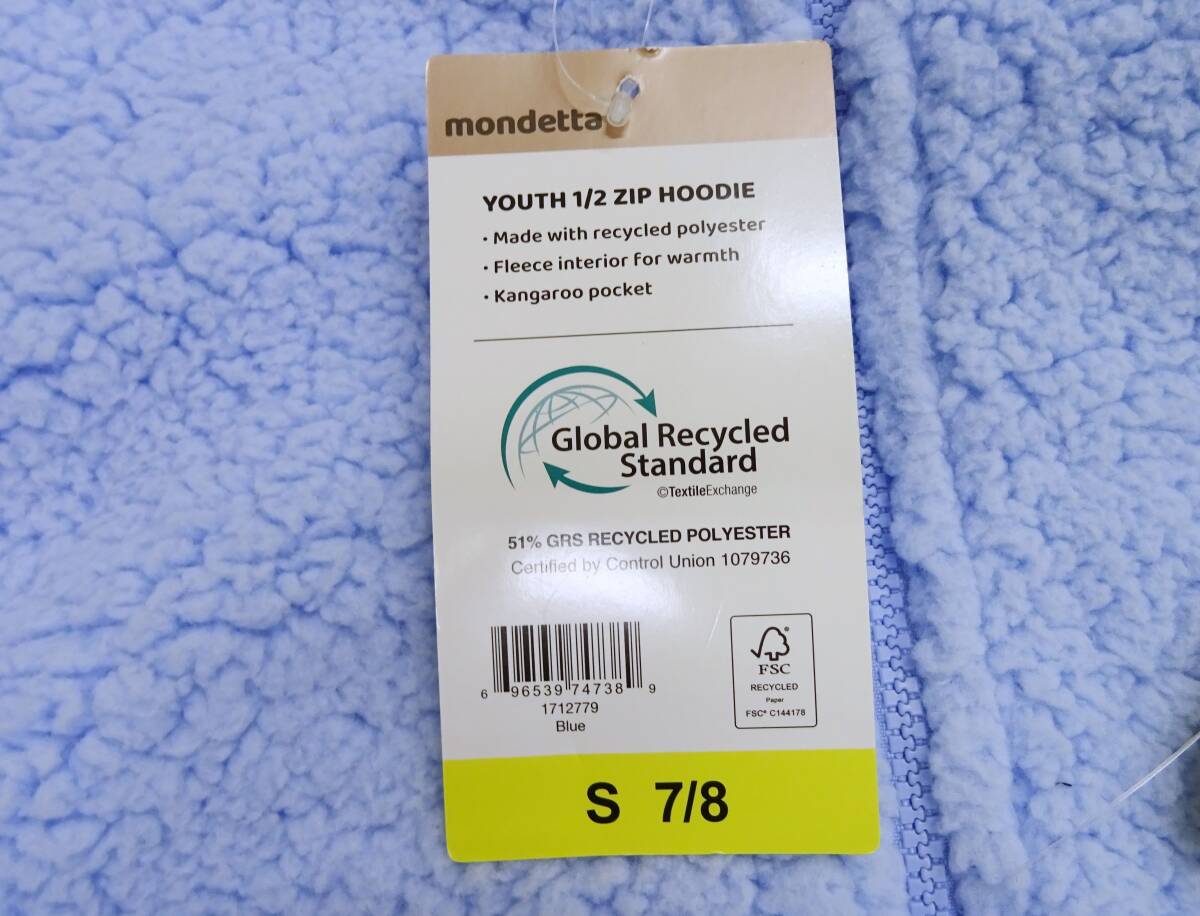 mondetta
YOUTH 1/2 ZIP HOODIE
• Made with recycled polyester
• Fleece interior for warmth
• Kangaroo pocket
Global Recycled
Standard
©TextileExchange
51% GRS RECYCLED POLYESTER
Certified by Control Union 1079736
6 96539 74738 9
1712779
Blue
FSC
RECYCLED
Paper
FSC® C144178
S 7/8